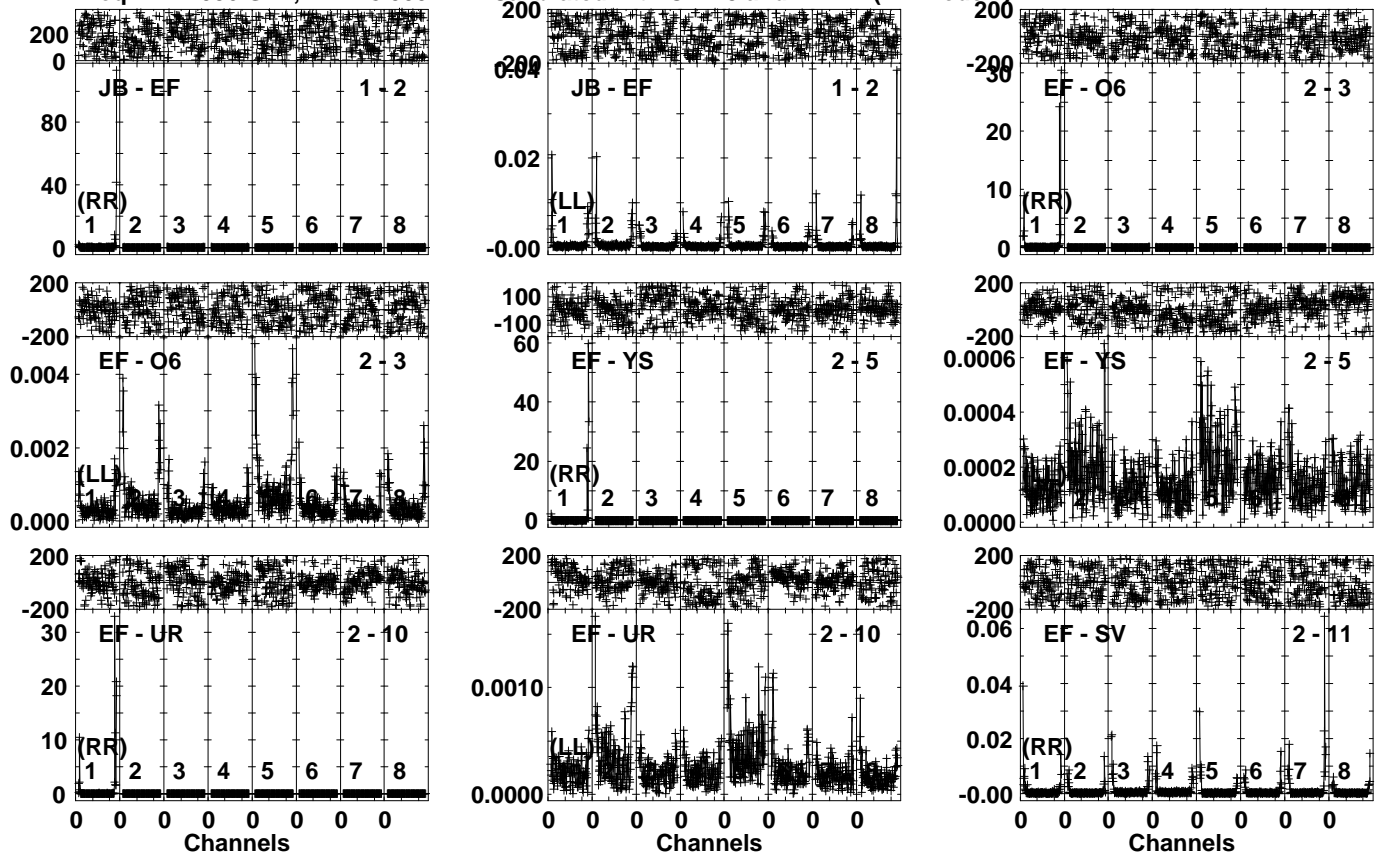 200
0
JB - EF 1 - 2
80
40
0
(RR)
1 2 3 4 5 6 7 8
200
-200
0.04
JB - EF 1 - 2
0.02
-0.00
(LL)
1 2 3 4 5 6 7 8
200
-200
30
EF - O6 2 - 3
20
10
0
(RR)
1 2 3 4 5 6 7 8
200
-200
EF - O6 2 - 3
0.004
0.002
0.000
(LL)
1 3 4 6 7 8
100
-100
60
EF - YS 2 - 5
40
20
0
(RR)
1 2 3 4 5 6 7 8
200
-200
0.0006
EF - YS 2 - 5
0.0004
0.0002
0.0000
200
-200
30
EF - UR 2 - 10
20
10
0
(RR)
1 2 3 4 5 6 7 8
0 0 0 0 0 0 0 0
Channels
200
-200
EF - UR 2 - 10
0.0010
0.0000
(LL)
0 0 0 0 0 0 0 0
Channels
200
-200
0.06
EF - SV 2 - 11
0.04
0.02
-0.00
(RR)
1 2 3 4 5 6 7 8
0 0 0 0 0 0 0 0
Channels